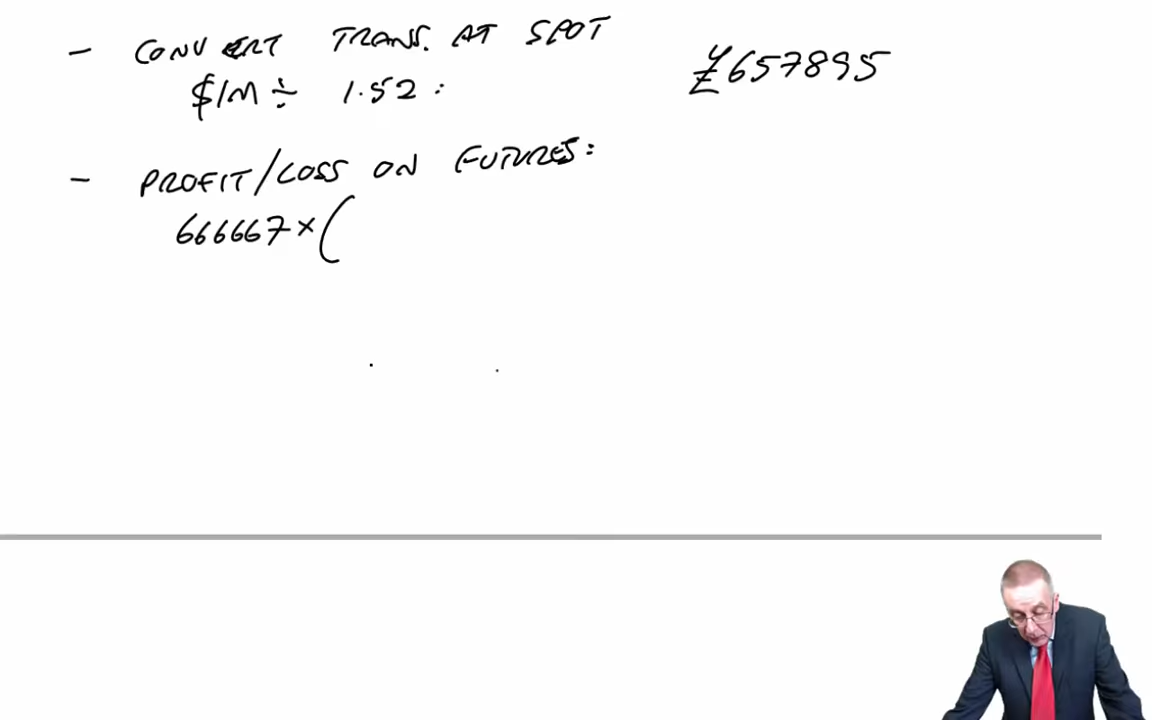 - CONVERT TRANS. AT SPOT
$1M ÷ 1.52 : £657895
- PROFIT/LOSS ON FUTURES:
666667 × (